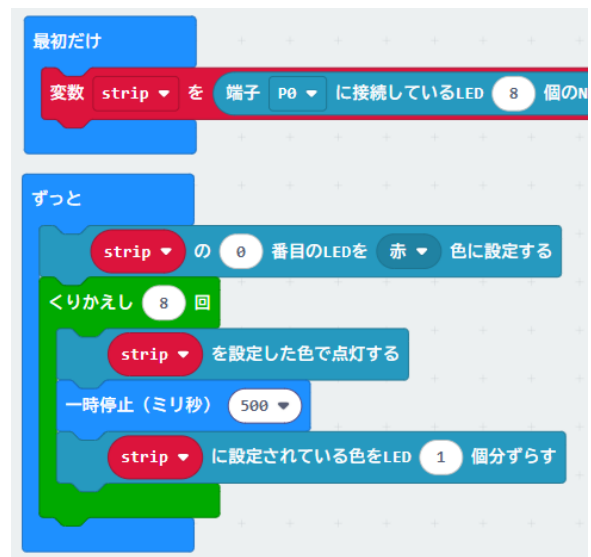 最初だけ
変数 strip ▼ を 端子 P0 ▼ に接続しているLED 8 個のN
ずっと
strip ▼ の 0 番目のLEDを 赤 ▼ 色に設定する
くりかえし 8 回
strip ▼ を設定した色で点灯する
一時停止（ミリ秒） 500 ▼
strip ▼ に設定されている色をLED 1 個分ずらす